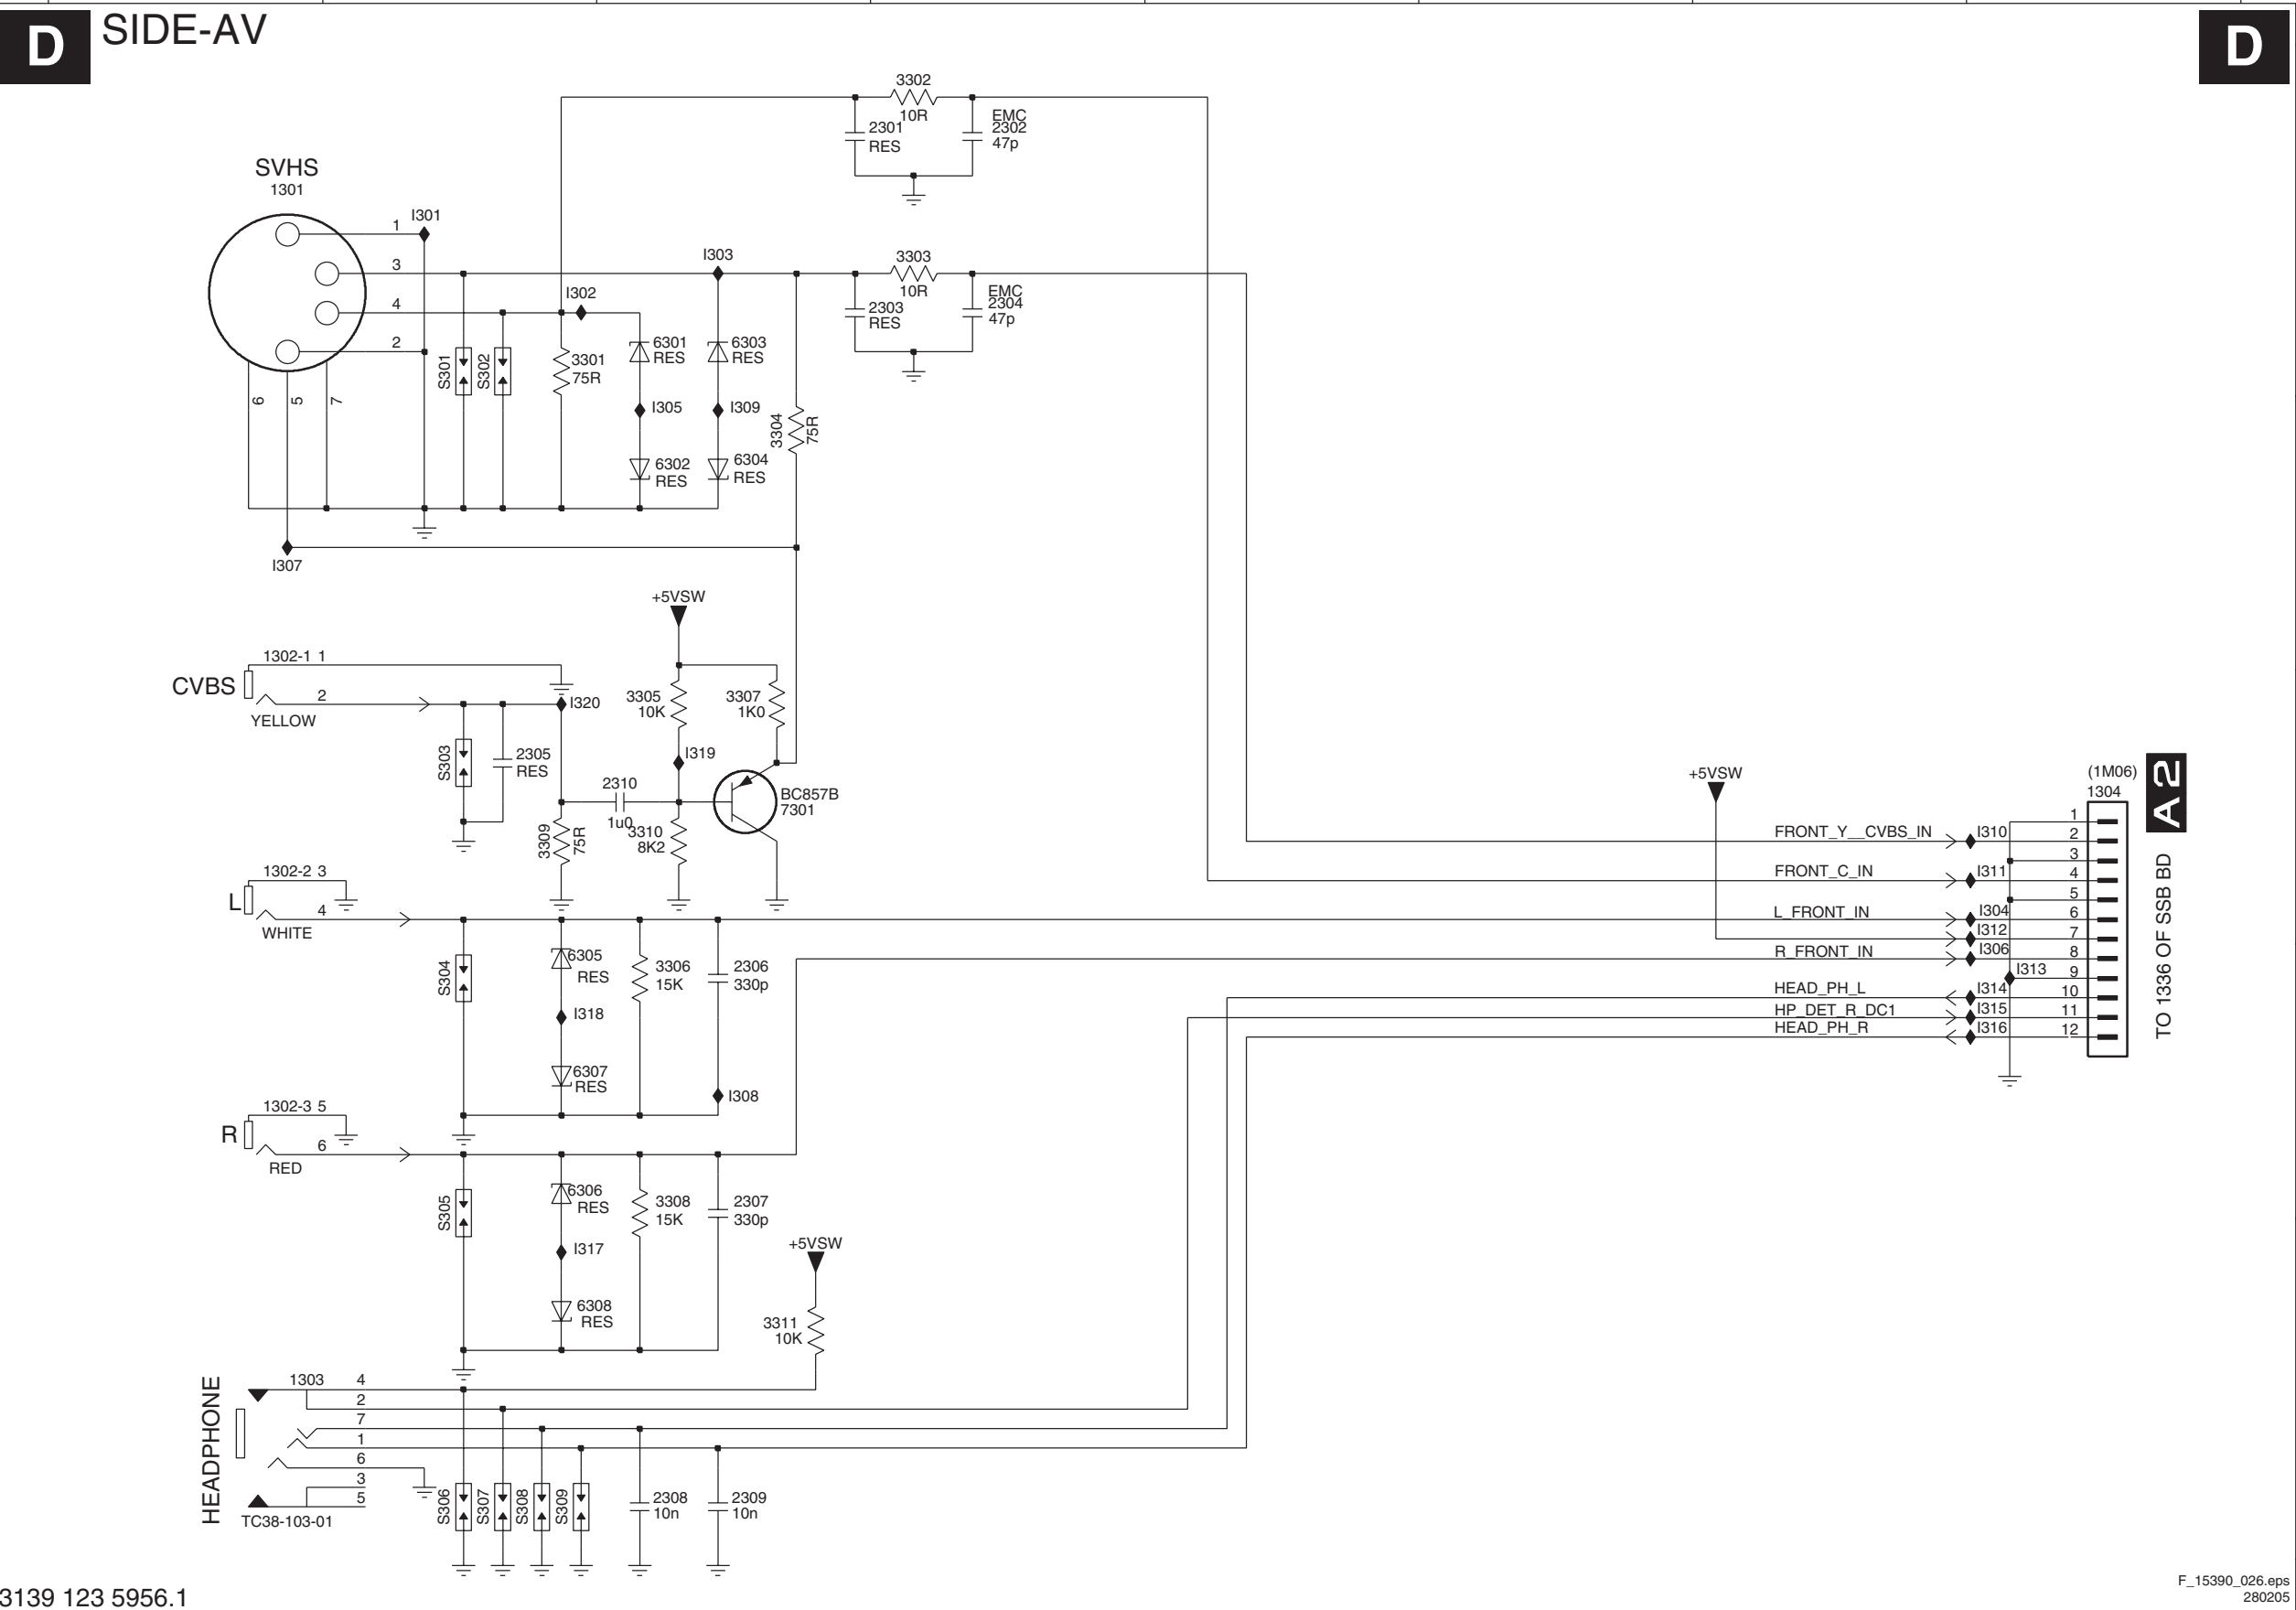 D SIDE-AV D
3302
10R
2301
RES
EMC
2302
47p
SVHS
1301
1
I301
3
I303
3303
10R
2303
RES
EMC
2304
47p
4
I302
2
S301
S302
3301
75R
6301
RES
6303
RES
I305
I309
3304
75R
6302
RES
6304
RES
6
5
7
I307
+5VSW
1302-1 1
CVBS
2
YELLOW
I320
3305
10K
3307
1K0
I319
S303
2305
RES
2310
1u0
BC857B
7301
3309
75R
3310
8K2
1302-2 3
L
4
WHITE
S304
6305
RES
3306
15K
2306
330p
I318
6307
RES
I308
1302-3 5
R
6
RED
S305
6306
RES
3308
15K
2307
330p
I317
6308
RES
+5VSW
3311
10K
HEADPHONE
1303 4
2
7
1
6
3
5
TC38-103-01
S306
S307
S308
S309
2308
10n
2309
10n
+5VSW
(1M06)
1304
A2
TO 1336 OF SSB BD
1
FRONT_Y__CVBS_IN I310 2
3
FRONT_C_IN I311 4
5
L_FRONT_IN I304 6
I312 7
R_FRONT_IN I306 8
I313 9
HEAD_PH_L I314 10
HP_DET_R_DC1 I315 11
HEAD_PH_R I316 12
3139 123 5956.1
F_15390_026.eps
280205